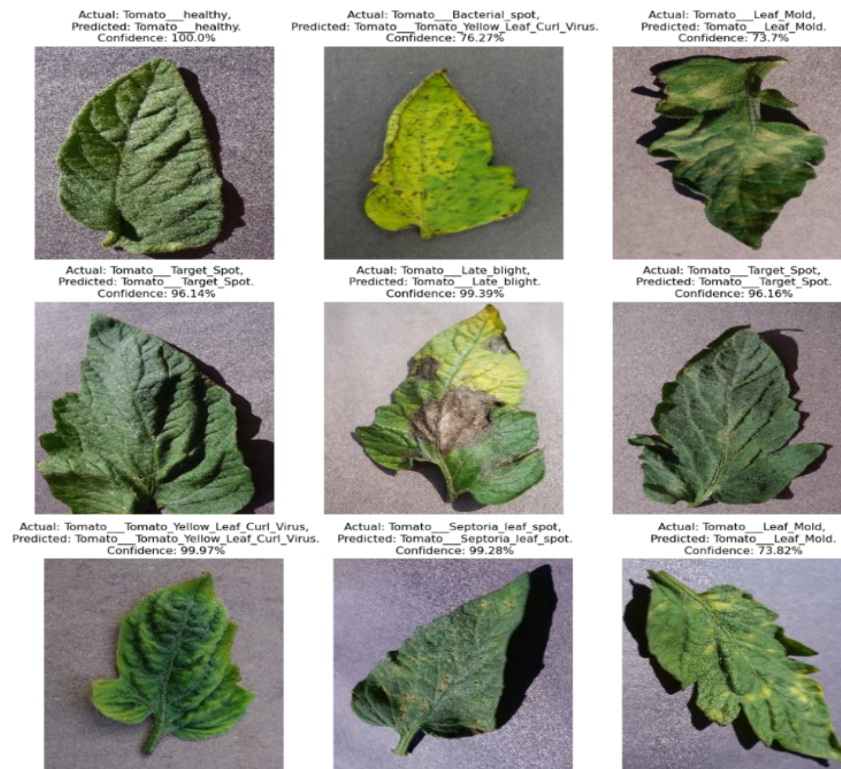 Actual: Tomato___healthy,
Predicted: Tomato___healthy.
Confidence: 100.0%
Actual: Tomato___Bacterial_spot,
Predicted: Tomato___Tomato_Yellow_Leaf_Curl_Virus.
Confidence: 76.27%
Actual: Tomato___Leaf_Mold,
Predicted: Tomato___Leaf_Mold.
Confidence: 73.7%
Actual: Tomato___Target_Spot,
Predicted: Tomato___Target_Spot.
Confidence: 96.14%
Actual: Tomato___Late_blight,
Predicted: Tomato___Late_blight.
Confidence: 99.39%
Actual: Tomato___Target_Spot,
Predicted: Tomato___Target_Spot.
Confidence: 96.16%
Actual: Tomato___Tomato_Yellow_Leaf_Curl_Virus,
Predicted: Tomato___Tomato_Yellow_Leaf_Curl_Virus.
Confidence: 99.97%
Actual: Tomato___Septoria_leaf_spot,
Predicted: Tomato___Septoria_leaf_spot.
Confidence: 99.28%
Actual: Tomato___Leaf_Mold,
Predicted: Tomato___Leaf_Mold.
Confidence: 73.82%